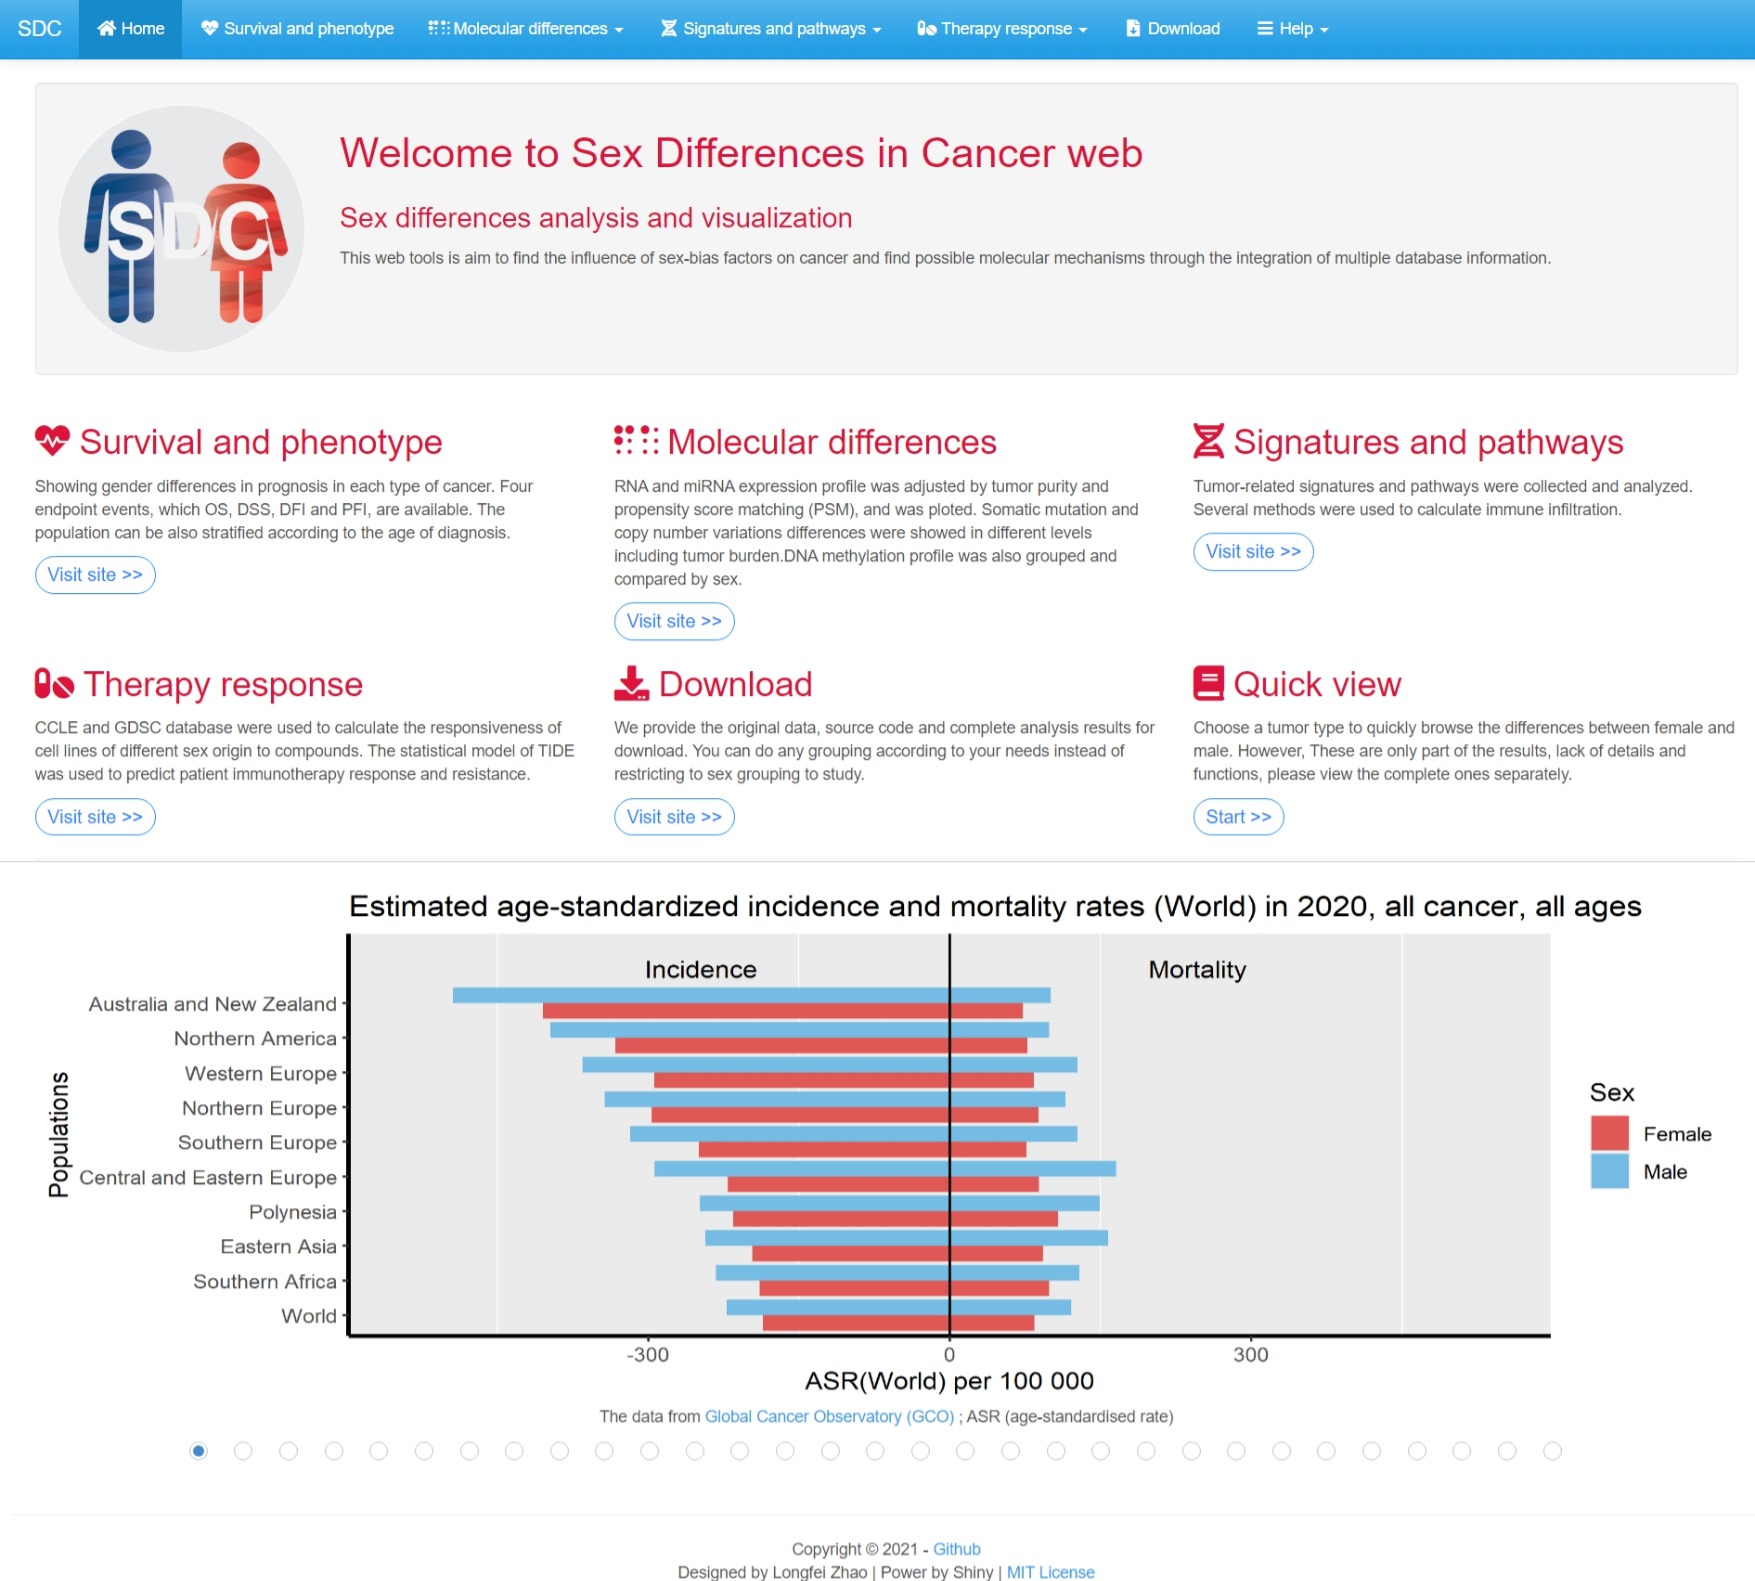 SDC Home Survival and phenotype Molecular differences Signatures and pathways Therapy response Download Help
SDC
Welcome to Sex Differences in Cancer web
Sex differences analysis and visualization
This web tools is aim to find the influence of sex-bias factors on cancer and find possible molecular mechanisms through the integration of multiple database information.
Survival and phenotype
Showing gender differences in prognosis in each type of cancer. Four
endpoint events, which OS, DSS, DFI and PFI, are available. The
population can be also stratified according to the age of diagnosis.
Visit site >>
Molecular differences
RNA and miRNA expression profile was adjusted by tumor purity and
propensity score matching (PSM), and was ploted. Somatic mutation and
copy number variations differences were showed in different levels
including tumor burden.DNA methylation profile was also grouped and
compared by sex.
Visit site >>
Signatures and pathways
Tumor-related signatures and pathways were collected and analyzed.
Several methods were used to calculate immune infiltration.
Visit site >>
Therapy response
CCLE and GDSC database were used to calculate the responsiveness of
cell lines of different sex origin to compounds. The statistical model of TIDE
was used to predict patient immunotherapy response and resistance.
Visit site >>
Download
We provide the original data, source code and complete analysis results for
download. You can do any grouping according to your needs instead of
restricting to sex grouping to study.
Visit site >>
Quick view
Choose a tumor type to quickly browse the differences between female and
male. However, These are only part of the results, lack of details and
functions, please view the complete ones separately.
Start >>
Estimated age-standardized incidence and mortality rates (World) in 2020, all cancer, all ages
Incidence Mortality
Populations
Australia and New Zealand
Northern America
Western Europe
Northern Europe
Southern Europe
Central and Eastern Europe
Polynesia
Eastern Asia
Southern Africa
World
Sex
Female
Male
-300 0 300
ASR(World) per 100 000
The data from Global Cancer Observatory (GCO) ; ASR (age-standardised rate)
Copyright © 2021 - Github
Designed by Longfei Zhao | Power by Shiny | MIT License